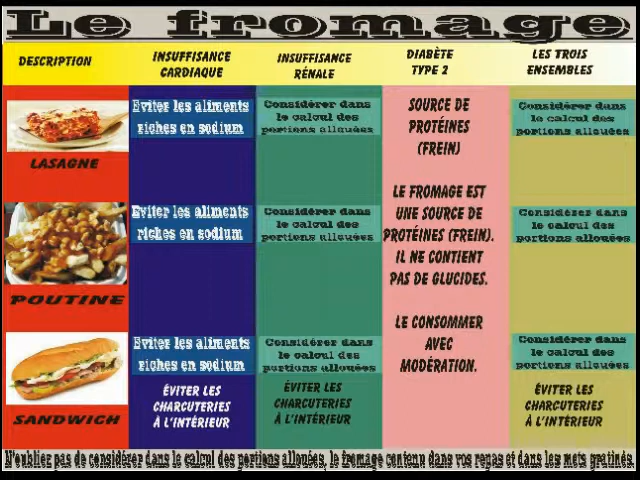 Le fromage
DESCRIPTION
INSUFFISANCE
CARDIAQUE
INSUFFISANCE
RÉNALE
DIABÈTE
TYPE 2
LES TROIS
ENSEMBLES
LASAGNE
Eviter les aliments
riches en sodium
Considérer dans
le calcul des
portions allouées
SOURCE DE
PROTÉINES
(FREIN)
Considérer dans
le calcul des
portions allouées
POUTINE
Eviter les aliments
riches en sodium
Considérer dans
le calcul des
portions allouées
LE FROMAGE EST
UNE SOURCE DE
PROTÉINES (FREIN).
IL NE CONTIENT
PAS DE GLUCIDES.
Considérer dans
le calcul des
portions allouées
SANDWICH
Eviter les aliments
riches en sodium
ÉVITER LES
CHARCUTERIES
À L'INTÉRIEUR
Considérer dans
le calcul des
portions allouées
ÉVITER LES
CHARCUTERIES
À L'INTÉRIEUR
LE CONSOMMER
AVEC
MODÉRATION.
Considérer dans
le calcul des
portions allouées
ÉVITER LES
CHARCUTERIES
À L'INTÉRIEUR
N'oublier pas de considérer dans le calcul des portions allouées, le fromage contenu dans vos repas et dans les mets gratinés.